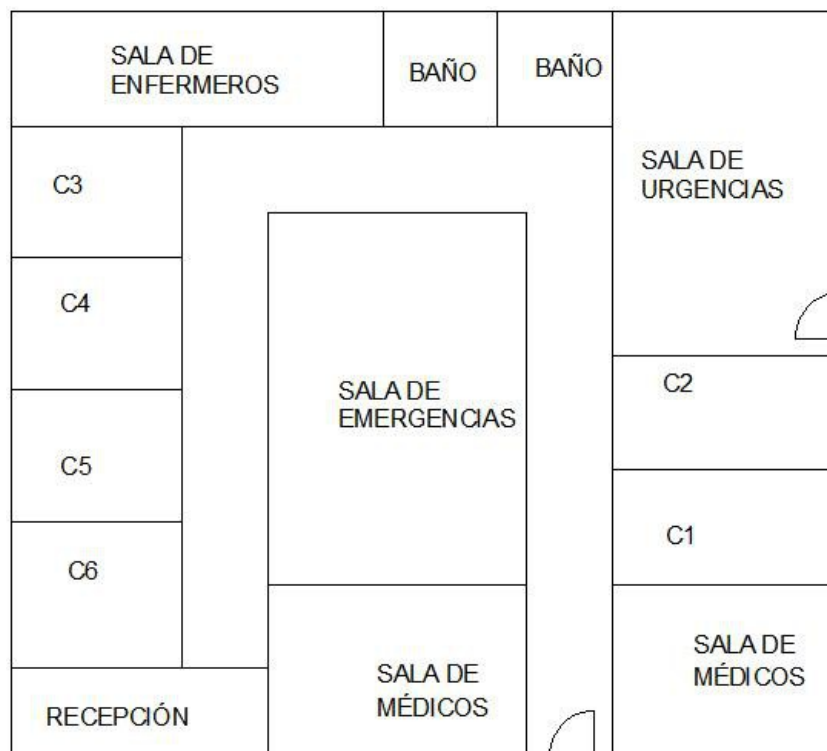 SALA DE
ENFERMEROS
BAÑO
BAÑO
SALA DE
URGENCIAS
C3
C4
SALA DE
EMERGENCIAS
C2
C5
C1
C6
SALA DE
MÉDICOS
SALA DE
MÉDICOS
RECEPCIÓN